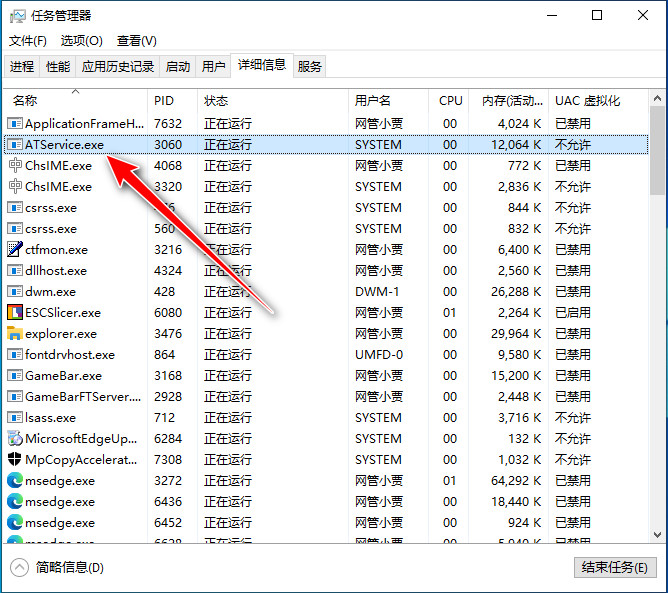 任务管理器
文件(F) 选项(O) 查看(V)
进程 性能 应用历史记录 启动 用户 详细信息 服务
名称 PID 状态 用户名 CPU 内存(活动... UAC 虚拟化
ApplicationFrameH... 7632 正在运行 网管小贾 00 4,024 K 已禁用
ATService.exe 3060 正在运行 SYSTEM 00 12,064 K 不允许
ChsIME.exe 4068 正在运行 网管小贾 00 772 K 已禁用
ChsIME.exe 3320 正在运行 SYSTEM 00 2,836 K 不允许
csrss.exe 正在运行 SYSTEM 00 844 K 不允许
csrss.exe 560 正在运行 SYSTEM 00 832 K 不允许
ctfmon.exe 3216 正在运行 网管小贾 00 6,400 K 已禁用
dllhost.exe 4324 正在运行 网管小贾 00 2,560 K 已禁用
dwm.exe 428 正在运行 DWM-1 00 26,288 K 已禁用
ESCSlicer.exe 6080 正在运行 网管小贾 01 2,264 K 已启用
explorer.exe 3476 正在运行 网管小贾 00 29,964 K 已禁用
fontdrvhost.exe 864 正在运行 UMFD-0 00 9,580 K 已禁用
GameBar.exe 3168 正在运行 网管小贾 00 15,200 K 已禁用
GameBarFTServer.... 2928 正在运行 网管小贾 00 2,448 K 已禁用
lsass.exe 712 正在运行 SYSTEM 00 3,716 K 不允许
MicrosoftEdgeUp... 6284 正在运行 SYSTEM 00 132 K 不允许
MpCopyAccelerat... 7308 正在运行 SYSTEM 00 1,032 K 不允许
msedge.exe 3272 正在运行 网管小贾 01 64,292 K 已禁用
msedge.exe 6436 正在运行 网管小贾 00 18,440 K 已禁用
msedge.exe 6452 正在运行 网管小贾 00 924 K 已禁用
简略信息(D) 结束任务(E)